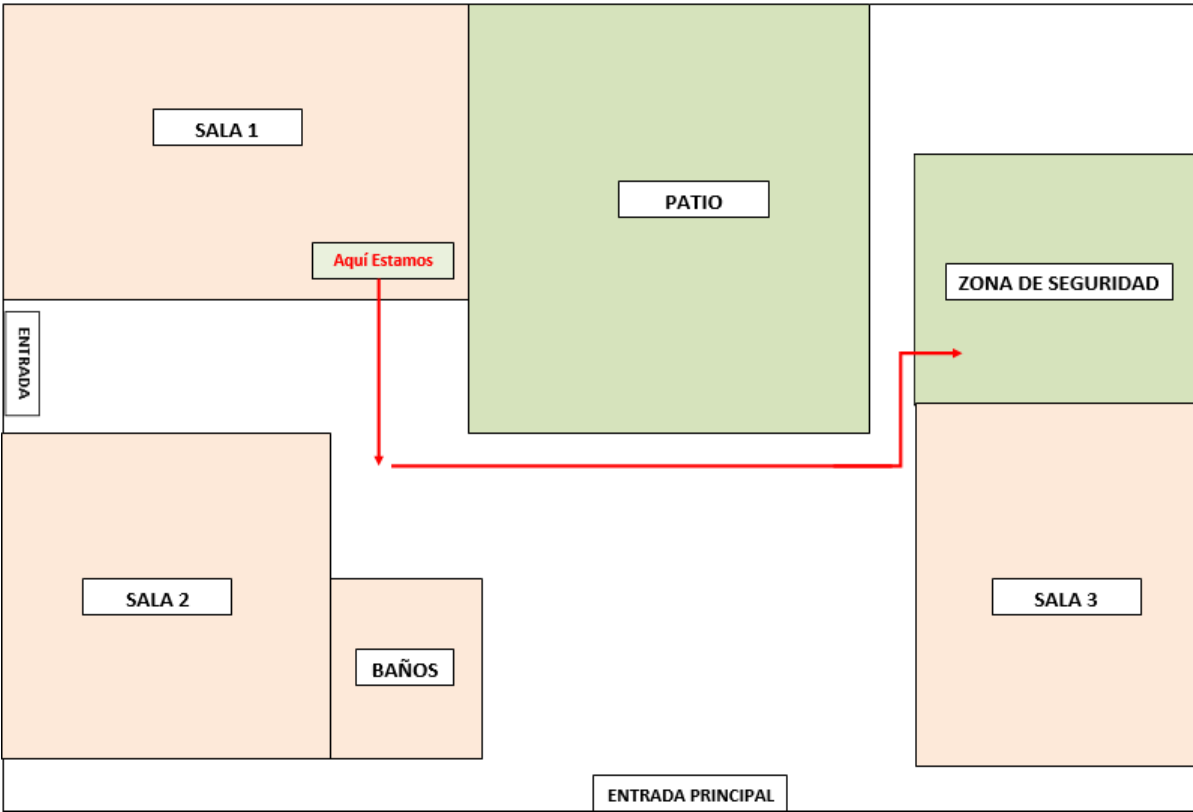 SALA 1
PATIO
Aquí Estamos
ZONA DE SEGURIDAD
ENTRADA
SALA 2
SALA 3
BAÑOS
ENTRADA PRINCIPAL